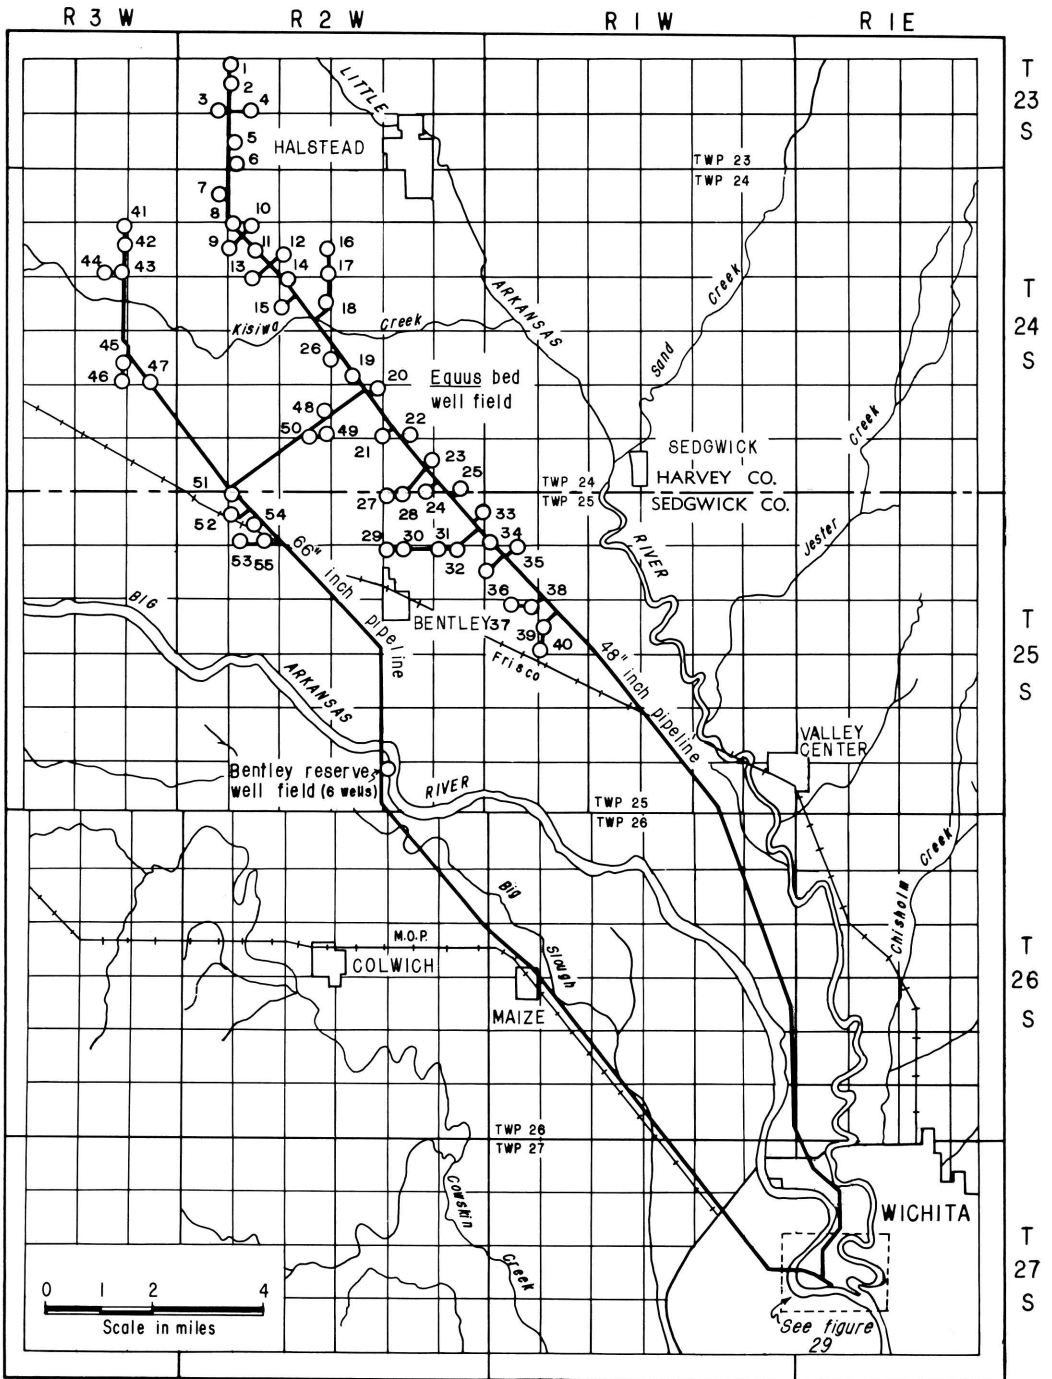 R 3 W
R 2 W
R 1 W
R 1E
T
23
S
1
2
3
4
5
6
HALSTEAD
LITTLE
TWP 23
TWP 24
7
8
10
41
42
44
43
9
11
12
16
13
14
17
15
18
ARKANSAS
Sand
Creek
T
24
S
Kisiwa
Creek
45
47
46
26
19
20
Equus bed
well field
48
50
49
21
22
Creek
SEDGWICK
HARVEY CO.
SEDGWICK CO.
23
25
TWP 24
TWP 25
51
27
28
24
52
54
53
55
33
29
30
31
32
34
35
RIVER
Jester
66" inch pipeline
36
38
BENTLEY
37
39
40
Frisco
48" inch pipeline
BIG
ARKANSAS
T
25
S
VALLEY
CENTER
Bentley reserve
well field (6 wells)
RIVER
TWP 25
TWP 26
Creek
Chisholm
Big
Slough
M.O.P.
COLWICH
MAIZE
T
26
S
TWP 26
TWP 27
Cowskin
Creek
WICHITA
T
27
S
0
2
4
Scale in miles
See figure
29